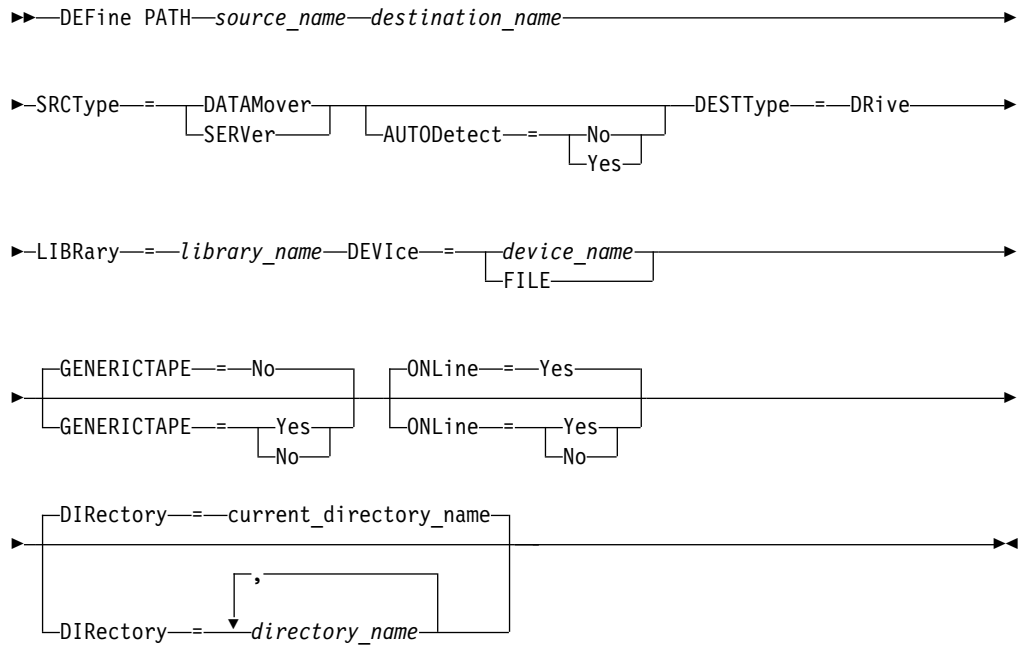 DEFine PATH source_name destination_name
SRCType = DATAMover DESTType = DRive
SERVer AUTODetect = No
Yes
LIBRary = library_name DEVIce = device_name
FILE
GENERICTAPE = No ONLine = Yes
GENERICTAPE = Yes ONLine = Yes
No No
DIRectory = current_directory_name
,
DIRectory = directory_name